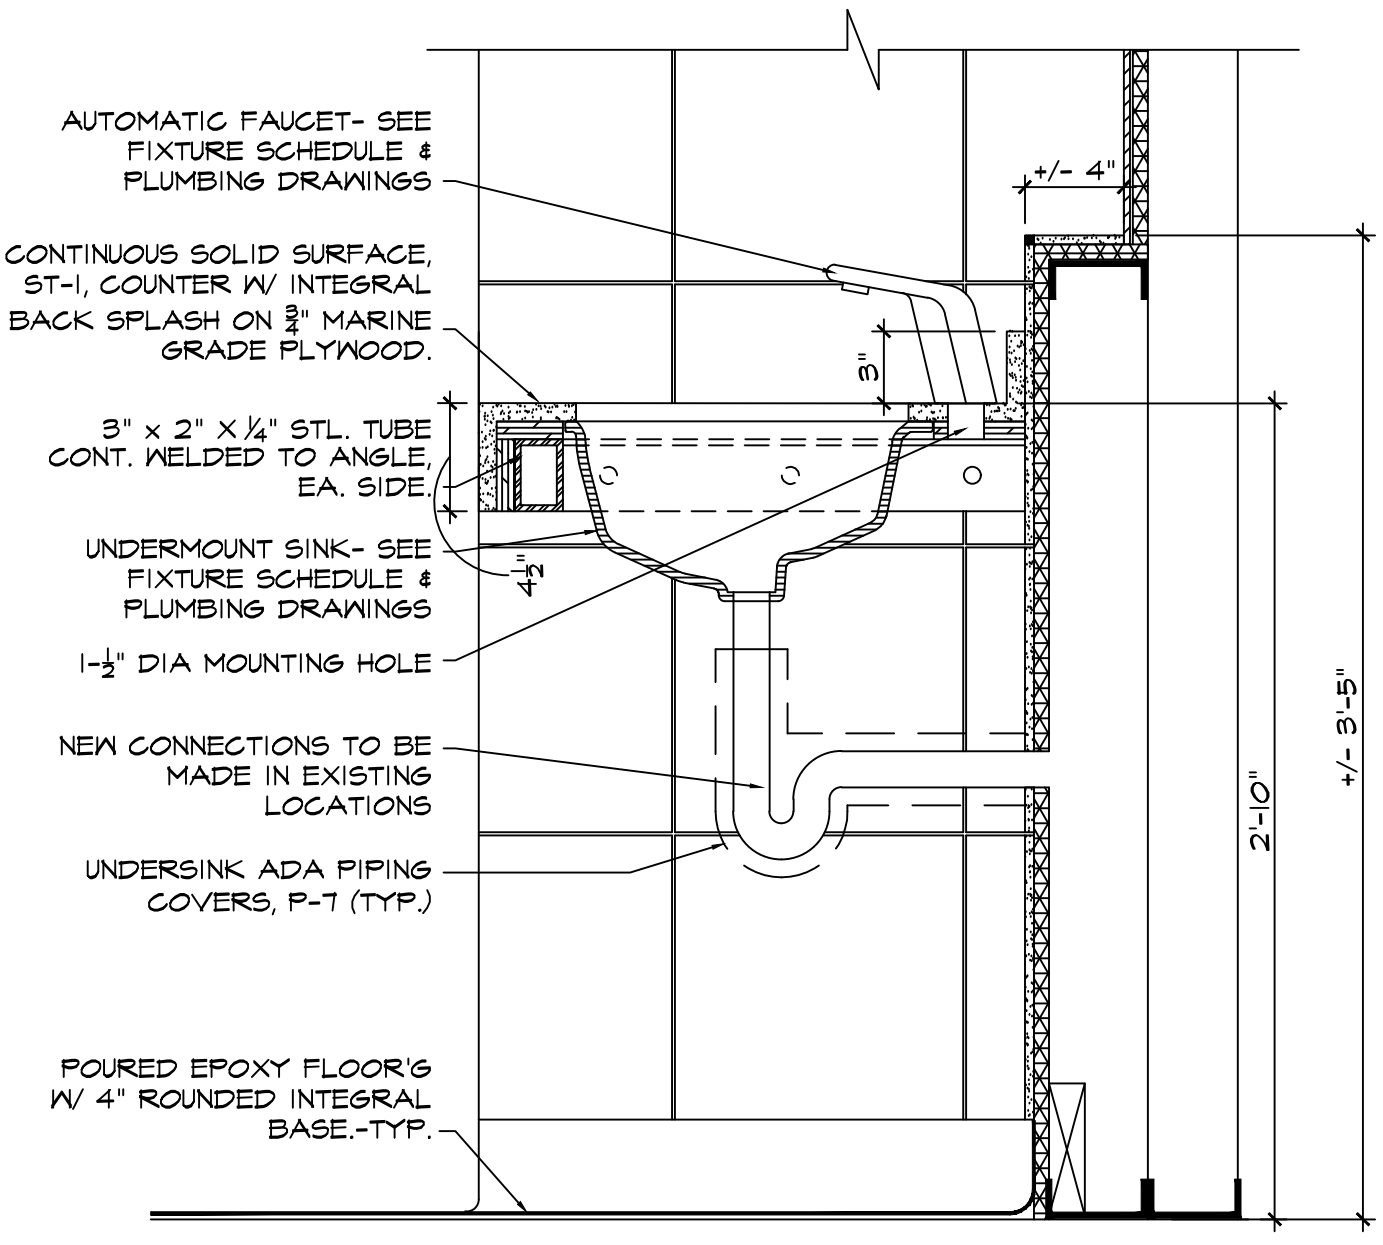 AUTOMATIC FAUCET- SEE
FIXTURE SCHEDULE &
PLUMBING DRAWINGS
+/- 4"
CONTINUOUS SOLID SURFACE,
ST-1, COUNTER W/ INTEGRAL
BACK SPLASH ON 3/4" MARINE
GRADE PLYWOOD.
3"
3" x 2" X 1/4" STL. TUBE
CONT. WELDED TO ANGLE,
EA. SIDE.
4 1/2"
UNDERMOUNT SINK- SEE
FIXTURE SCHEDULE &
PLUMBING DRAWINGS
1-1/2" DIA MOUNTING HOLE
NEW CONNECTIONS TO BE
MADE IN EXISTING
LOCATIONS
2'-10"
+/- 3'-5"
UNDERSINK ADA PIPING
COVERS, P-7 (TYP.)
POURED EPOXY FLOOR'G
W/ 4" ROUNDED INTEGRAL
BASE.-TYP.